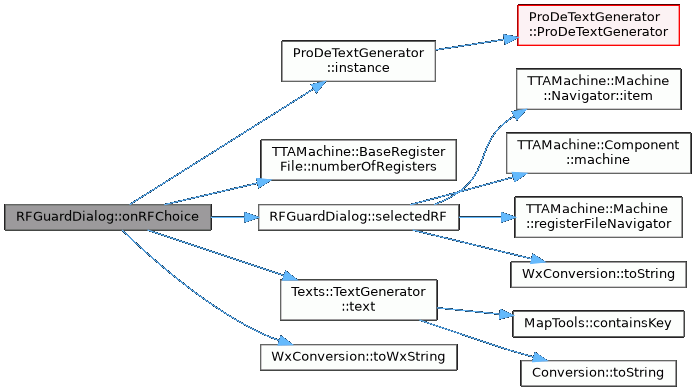 RFGuardDialog::onRFChoice
ProDeTextGenerator
::instance
ProDeTextGenerator
::ProDeTextGenerator
TTAMachine::BaseRegister
File::numberOfRegisters
RFGuardDialog::selectedRF
TTAMachine::Machine
::Navigator::item
TTAMachine::Component
::machine
TTAMachine::Machine
::registerFileNavigator
WxConversion::toString
Texts::TextGenerator
::text
MapTools::containsKey
Conversion::toString
WxConversion::toWxString